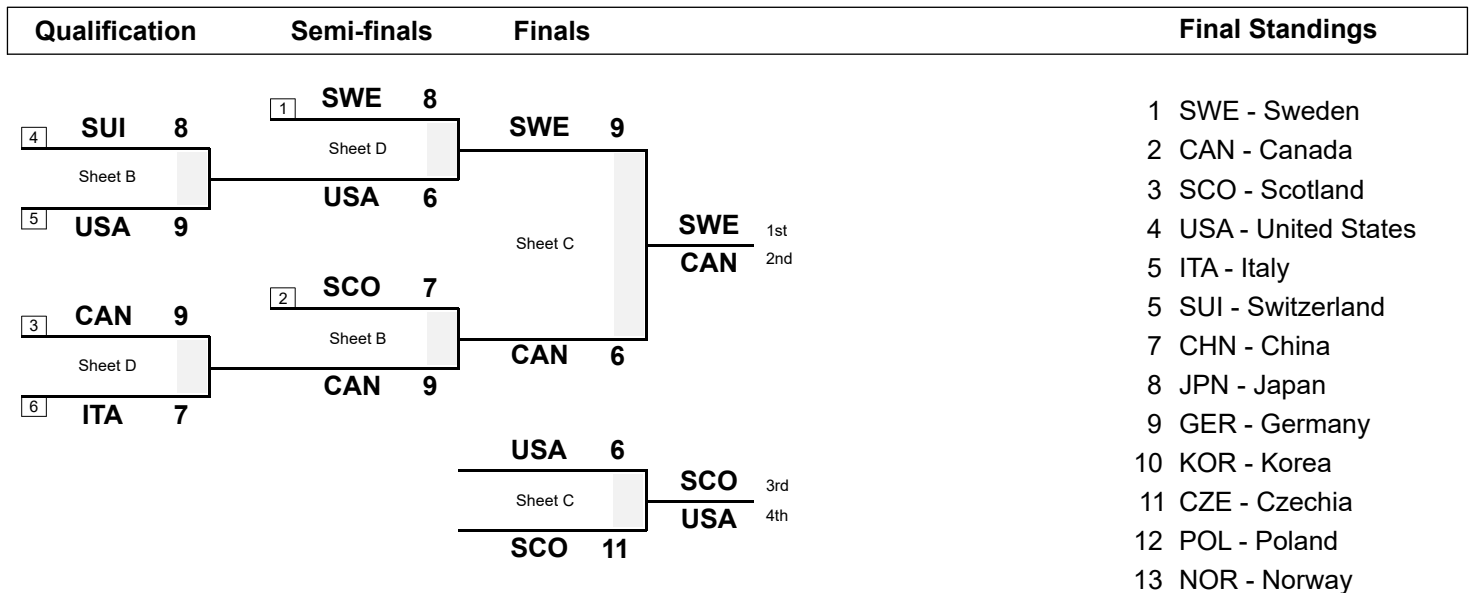 Qualification Semi-finals Finals Final Standings
1 SWE 8
4 SUI 8
Sheet B
5 USA 9
Sheet D
USA 6
SWE 9
Sheet C
SWE 1st
CAN 2nd
3 CAN 9
Sheet D
6 ITA 7
2 SCO 7
Sheet B
CAN 9
CAN 6
USA 6
Sheet C
SCO 11
SCO 3rd
USA 4th
1 SWE - Sweden
2 CAN - Canada
3 SCO - Scotland
4 USA - United States
5 ITA - Italy
5 SUI - Switzerland
7 CHN - China
8 JPN - Japan
9 GER - Germany
10 KOR - Korea
11 CZE - Czechia
12 POL - Poland
13 NOR - Norway